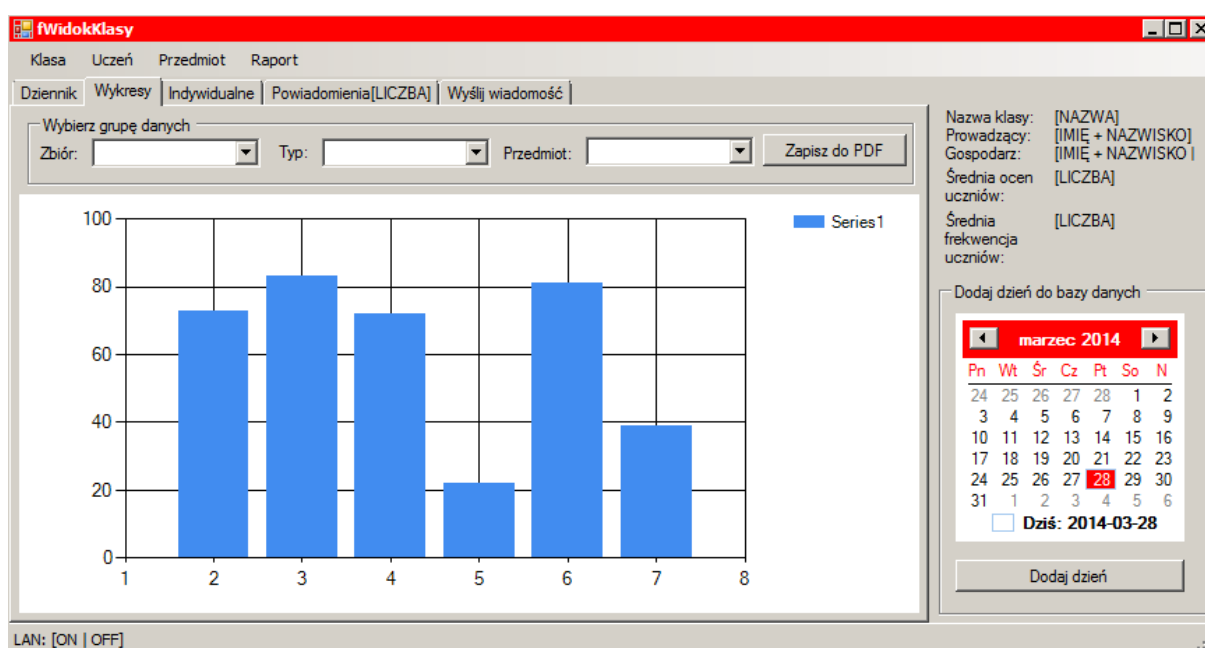 fWidokKlasy
Klasa Uczeń Przedmiot Raport
Dziennik Wykresy Indywidualne Powiadomienia[LICZBA] Wyślij wiadomość
Wybierz grupę danych
Zbiór: Typ: Przedmiot: Zapisz do PDF
100
80
60
40
20
0
1 2 3 4 5 6 7 8
Series1
Nazwa klasy: [NAZWA]
Prowadzący: [IMIĘ + NAZWISKO]
Gospodarz: [IMIĘ + NAZWISKO |
Średnia ocen [LICZBA]
uczniów:
Średnia [LICZBA]
frekwencja
uczniów:
Dodaj dzień do bazy danych
marzec 2014
Pn Wt Śr Cz Pt So N
24 25 26 27 28 1 2
3 4 5 6 7 8 9
10 11 12 13 14 15 16
17 18 19 20 21 22 23
24 25 26 27 28 29 30
31 1 2 3 4 5 6
Dziś: 2014-03-28
Dodaj dzień
LAN: [ON | OFF]